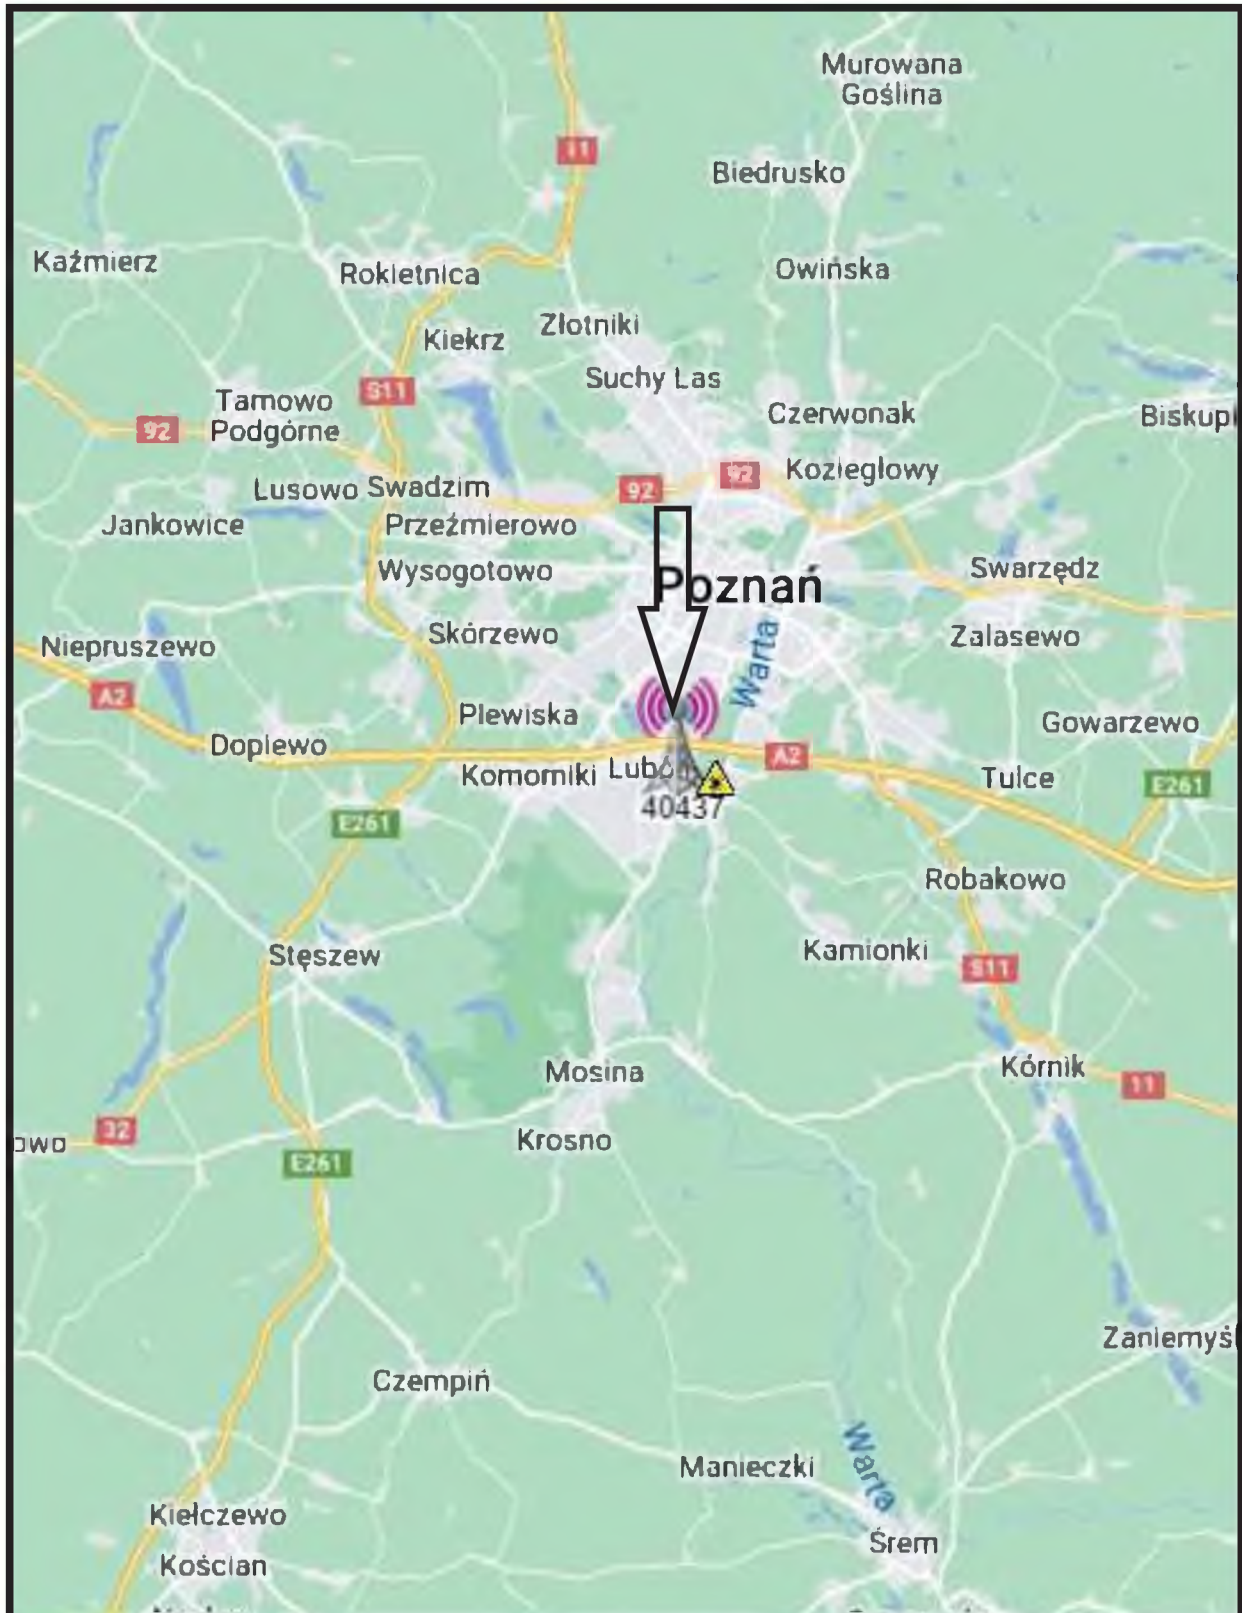 Murowana
Goślina
11
Biedrusko
Kaźmierz
Rokietnica
Owińska
Złotniki
Kiekrz
Suchy Las
S11
Tarnowo
Podgórne
92
Czerwonak
Biskupi
Koziegłowy
92
92
Lusowo
Swadzim
Jankowice
Przeźmierowo
Wysogotowo
Poznań
Swarzędz
Skórzewo
Zalasewo
Niepruszewo
Warta
A2
Plewiska
Gowarzewo
Dopiewo
A2
Komorniki
Tulce
E261
40437
E261
Robakowo
Kamionki
Stęszew
S11
Mosina
Kórnik
11
32
owo
Krosno
E261
Zaniemyśl
Czempiń
Manieczki
Warta
Kiełczewo
Śrem
Kościan